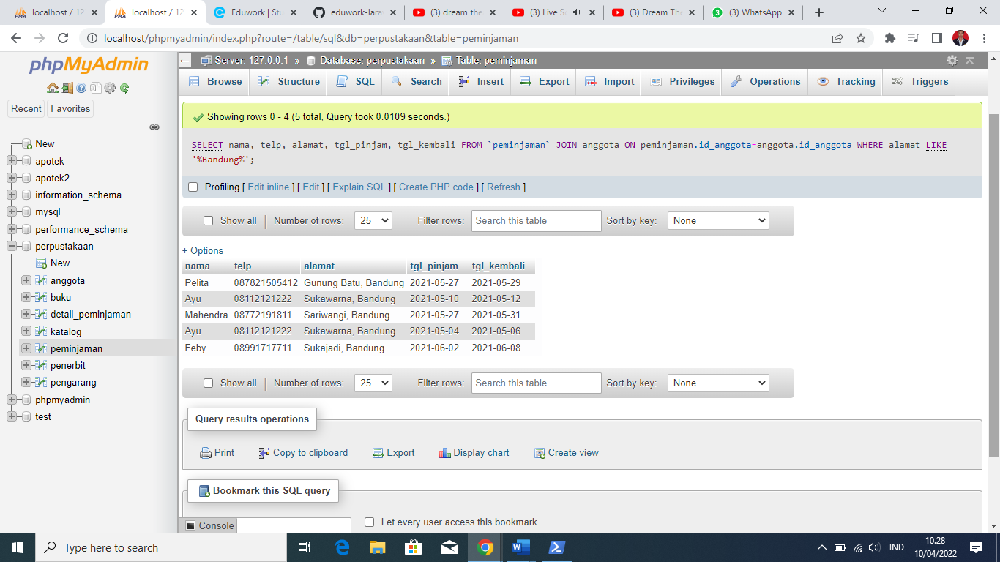 localhost / 12
localhost / 12
Eduwork | Stu
eduwork-lara
(3) dream the
(3) Live S
(3) Dream The
(3) WhatsApp
localhost/phpmyadmin/index.php?route=/table/sql&db=perpustakaan&table=peminjaman
phpMyAdmin
Recent
Favorites
New
apotek
apotek2
information_schema
mysql
performance_schema
perpustakaan
New
anggota
buku
detail_peminjaman
katalog
peminjaman
penerbit
pengarang
phpmyadmin
test
Server: 127.0.0.1 » Database: perpustakaan » Table: peminjaman
Browse Structure SQL Search Insert Export Import Privileges Operations Tracking Triggers
Showing rows 0 - 4 (5 total, Query took 0.0109 seconds.)
SELECT nama, telp, alamat, tgl_pinjam, tgl_kembali FROM `peminjaman` JOIN anggota ON peminjaman.id_anggota=anggota.id_anggota WHERE alamat LIKE
'%Bandung%';
Profiling [ Edit inline ] [ Edit ] [ Explain SQL ] [ Create PHP code ] [ Refresh ]
Show all | Number of rows: 25 Filter rows: Search this table Sort by key: None
+ Options
nama telp alamat tgl_pinjam tgl_kembali
Pelita 087821505412 Gunung Batu, Bandung 2021-05-27 2021-05-29
Ayu 08112121222 Sukawarna, Bandung 2021-05-10 2021-05-12
Mahendra 08772191811 Sariwangi, Bandung 2021-05-27 2021-05-31
Ayu 08112121222 Sukawarna, Bandung 2021-05-04 2021-05-06
Feby 08991717711 Sukajadi, Bandung 2021-06-02 2021-06-08
Show all | Number of rows: 25 Filter rows: Search this table Sort by key: None
Query results operations
Print Copy to clipboard Export Display chart Create view
Bookmark this SQL query
Console
Let every user access this bookmark
Type here to search
IND
10.28
10/04/2022